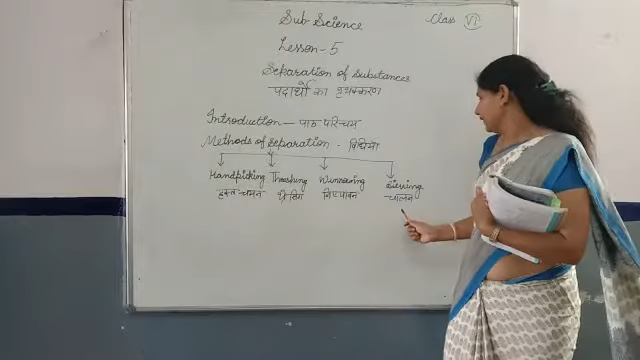 Sub Science
Class VI
Lesson-5
Separation of Substances
पदार्थो का पृथक्करण
Introduction — पाठ परिचय
Methods of Separation - विधिया
Handpicking Threshing Winnowing Sieving
हस्त-चयन थ्रेसिंग निष्पावन चालन